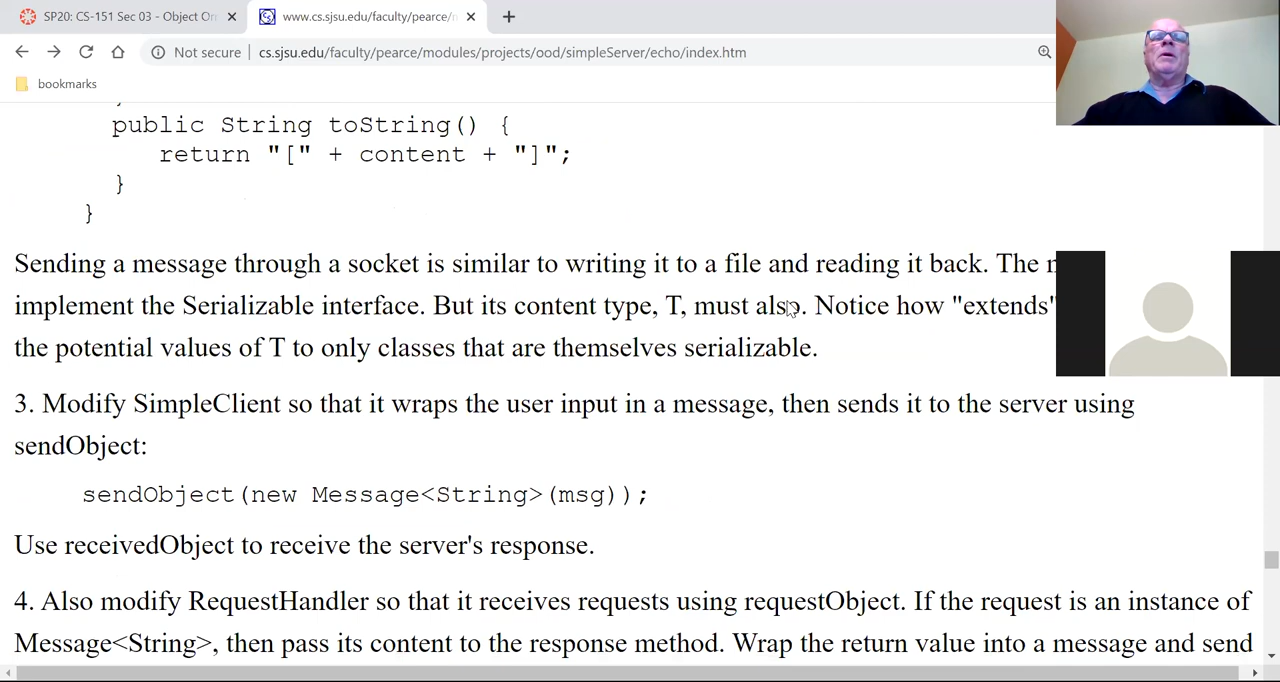 SP20: CS-151 Sec 03 - Object Or
www.cs.sjsu.edu/faculty/pearce/
Not secure
cs.sjsu.edu/faculty/pearce/modules/projects/ood/simpleServer/echo/index.htm
bookmarks
}
public String toString() {
return "[" + content + "]";
}
}
Sending a message through a socket is similar to writing it to a file and reading it back. The
implement the Serializable interface. But its content type, T, must also. Notice how "extends"
the potential values of T to only classes that are themselves serializable.
3. Modify SimpleClient so that it wraps the user input in a message, then sends it to the server using
sendObject:
sendObject(new Message<String>(msg));
Use receivedObject to receive the server's response.
4. Also modify RequestHandler so that it receives requests using requestObject. If the request is an instance of
Message<String>, then pass its content to the response method. Wrap the return value into a message and send